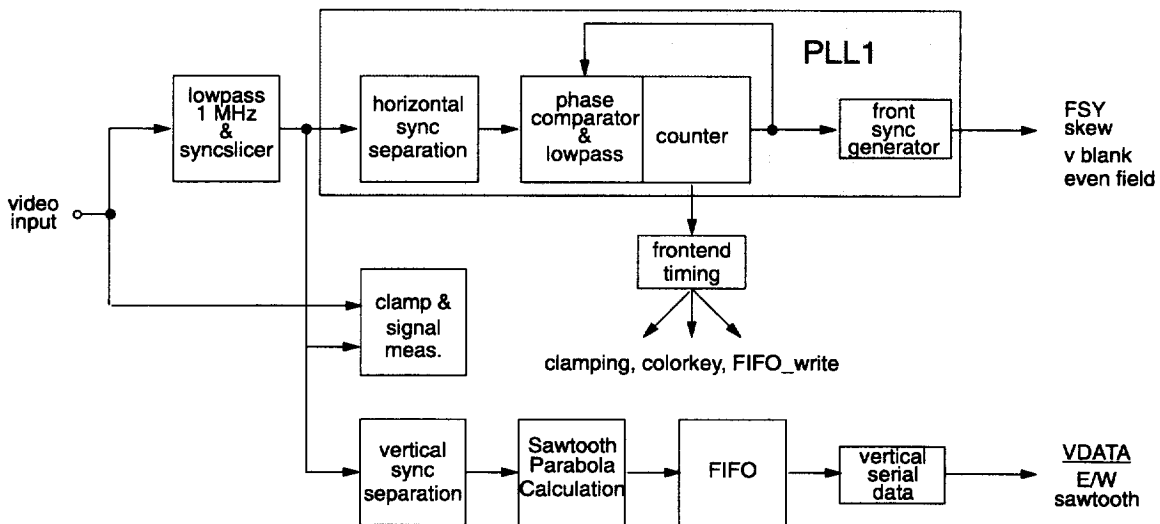 PLL1
lowpass
1 MHz
&
syncslicer
horizontal
sync
separation
phase
comparator
&
lowpass
counter
front
sync
generator
FSY
skew
v blank
even field
video
input
frontend
timing
clamp &
signal
meas.
clamping, colorkey, FIFO_write
vertical
sync
separation
Sawtooth
Parabola
Calculation
FIFO
vertical
serial
data
VDATA
E/W
sawtooth